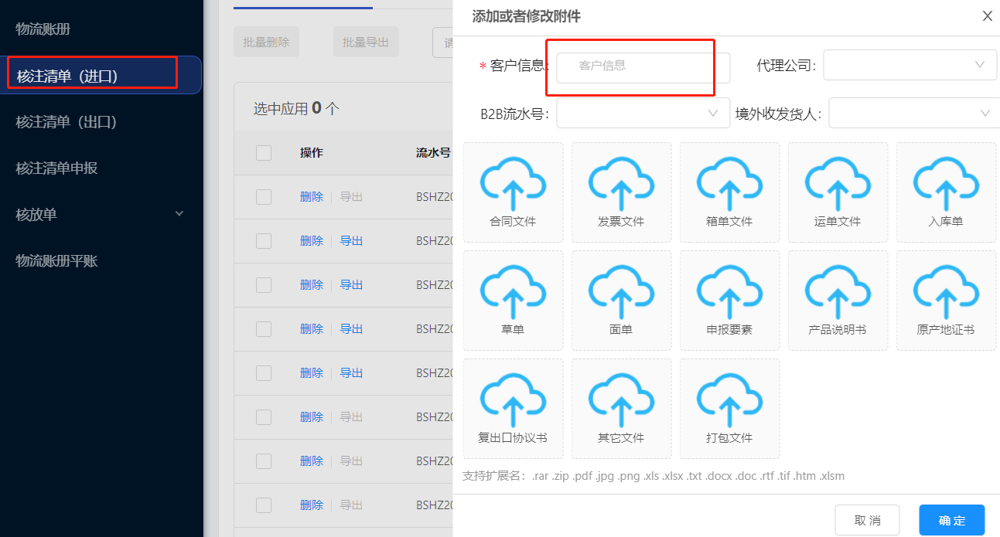 物流账册
核注清单（进口）
核注清单（出口）
核注清单申报
核放单
物流账册平账
批量删除 批量导出 请
选中应用 0 个
操作 流水号
删除 导出 BSHZ20
删除 导出 BSHZ20
删除 导出 BSHZ20
删除 导出 BSHZ20
删除 导出 BSHZ20
删除 导出 BSHZ20
删除 导出 BSHZ20
删除 导出 BSHZ20
添加或者修改附件
* 客户信息: 客户信息 代理公司:
B2B流水号: 境外收发货人:
合同文件 发票文件 箱单文件 运单文件 入库单
草单 面单 申报要素 产品说明书 原产地证书
复出口协议书 其它文件 打包文件
支持扩展名: .rar .zip .pdf .jpg .png .xls .xlsx .txt .docx .doc .rtf .tif .htm .xlsm
取 消 确 定